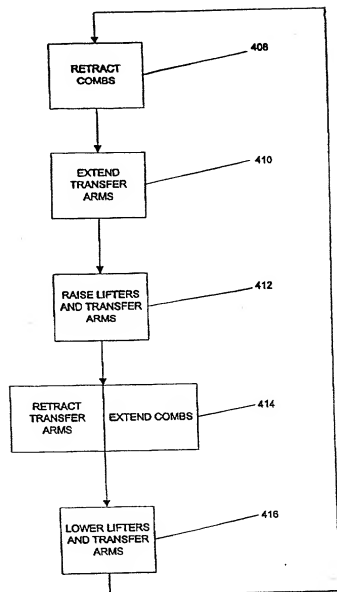 RETRACT
COMBS
408
EXTEND
TRANSFER
ARMS
410
RAISE LIFTERS
AND TRANSFER
ARMS
412
RETRACT
TRANSFER
ARMS
EXTEND COMBS
414
LOWER LIFTERS
AND TRANSFER
ARMS
416